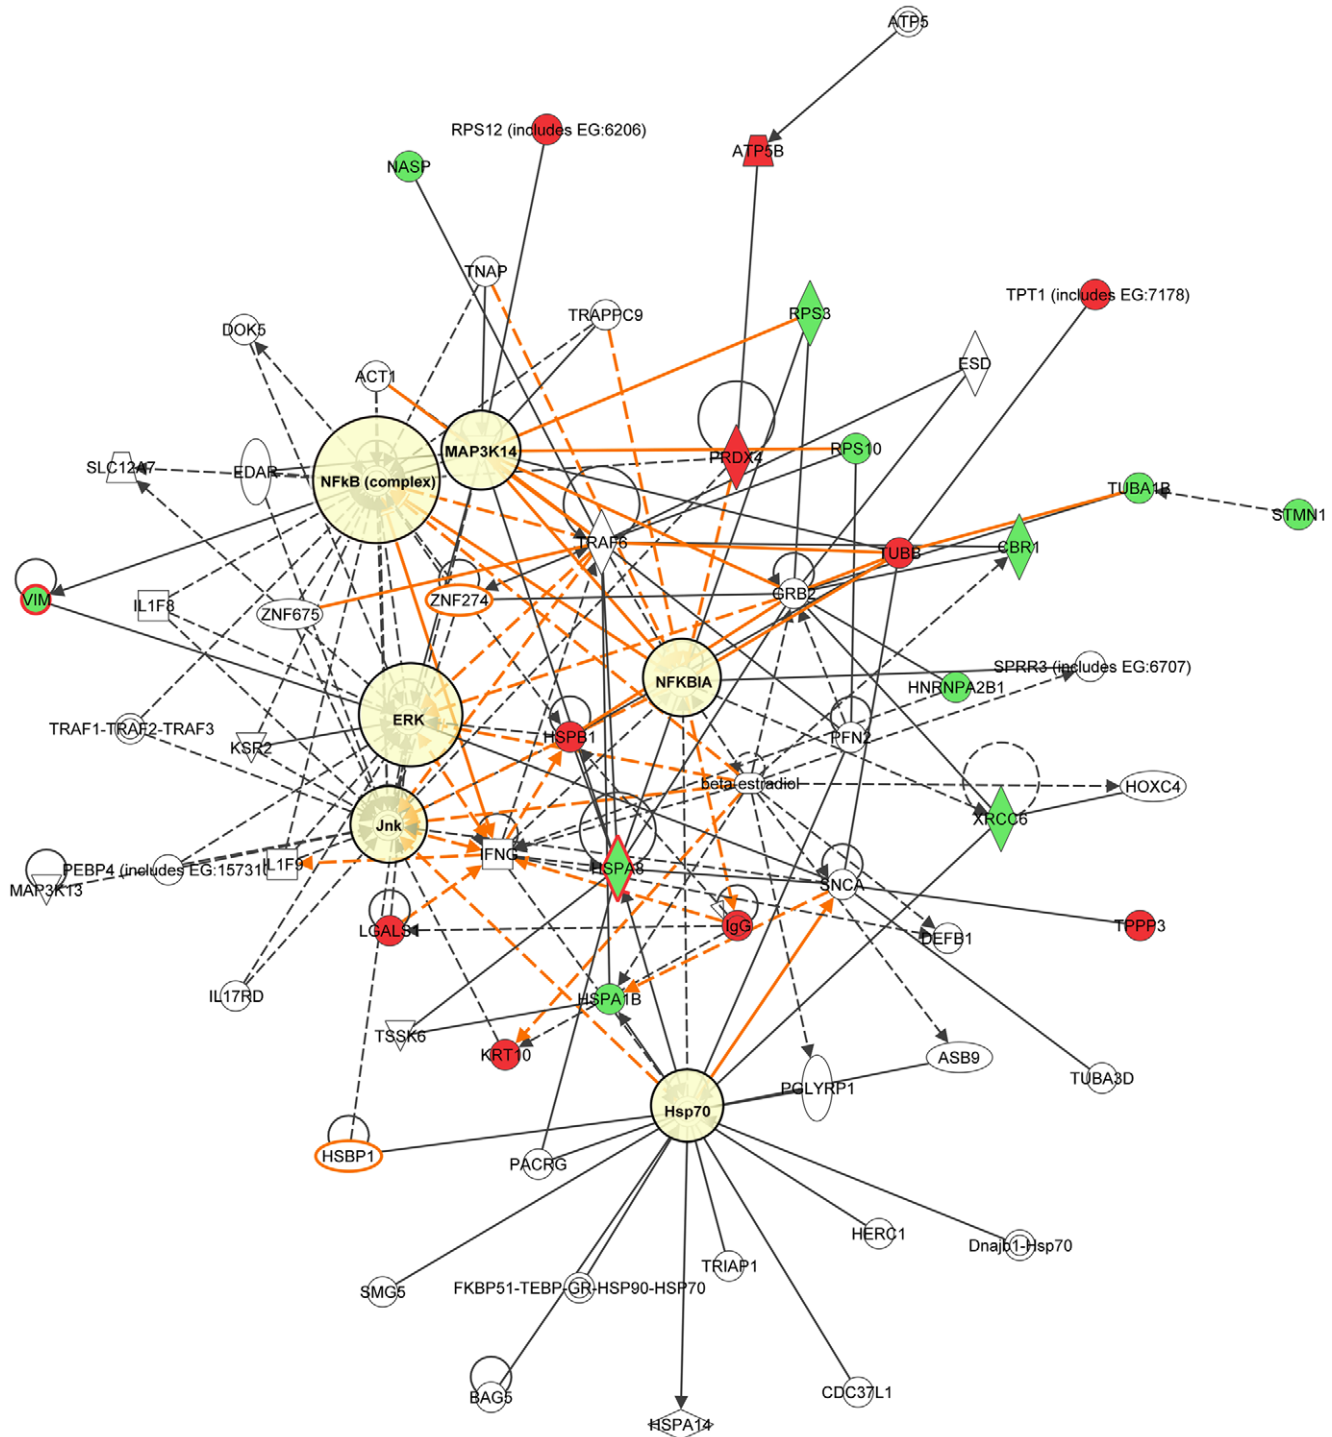 ATP5
RPS12 (includes EG:6206)
ATP5B
NASP
TNAP
TPT1 (includes EG:7178)
TRAPPC9
RPS3
DOK5
ESD
ACT1
MAP3K14
RPS10
PRDX4
SLC12A7
EDAR
NFkB (complex)
TUBA1B
STMN1
TRAF6
TUBB
CBR1
VIM
IL1F8
ZNF675
ZNF274
GRB2
SPRR3 (includes EG:6707)
NFKBIA
HNRNPA2B1
ERK
TRAF1-TRAF2-TRAF3
KSR2
HSPB1
PFN2
beta-estradiol
HOXC4
Jnk
XRCC6
IFNG
PEBP4 (includes EG:157310
IL1F9
HSPA8
MAP3K13
SNCA
LGALS1
IgG
DEFB1
TPPP3
IL17RD
HSPA1B
TSSK6
KRT10
ASB9
TUBA3D
PGLYRP1
Hsp70
HSBP1
PACRG
HERC1
Dnajb1-Hsp70
TRIAP1
SMG5
FKBP51-TEBP-GR-HSP90-HSP70
BAG5
CDC37L1
HSPA14